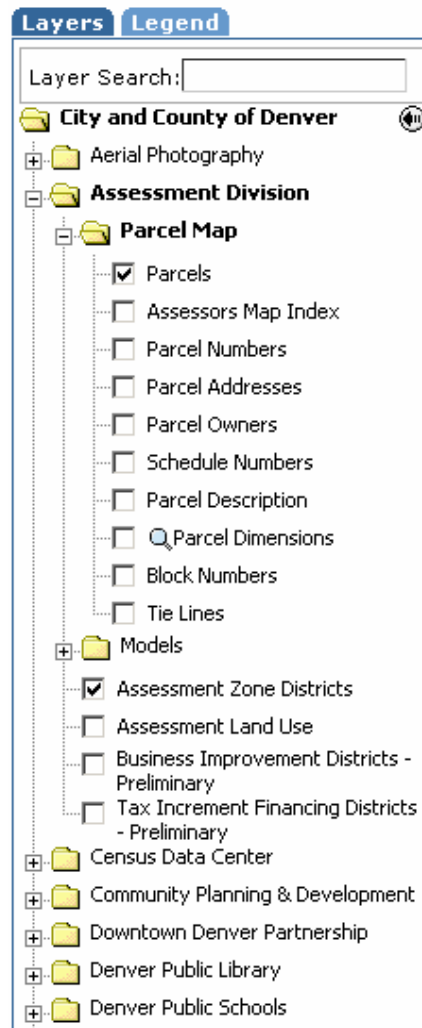 Layers Legend
Layer Search:
City and County of Denver
Aerial Photography
Assessment Division
Parcel Map
Parcels
Assessors Map Index
Parcel Numbers
Parcel Addresses
Parcel Owners
Schedule Numbers
Parcel Description
Parcel Dimensions
Block Numbers
Tie Lines
Models
Assessment Zone Districts
Assessment Land Use
Business Improvement Districts -
Preliminary
Tax Increment Financing Districts
- Preliminary
Census Data Center
Community Planning & Development
Downtown Denver Partnership
Denver Public Library
Denver Public Schools